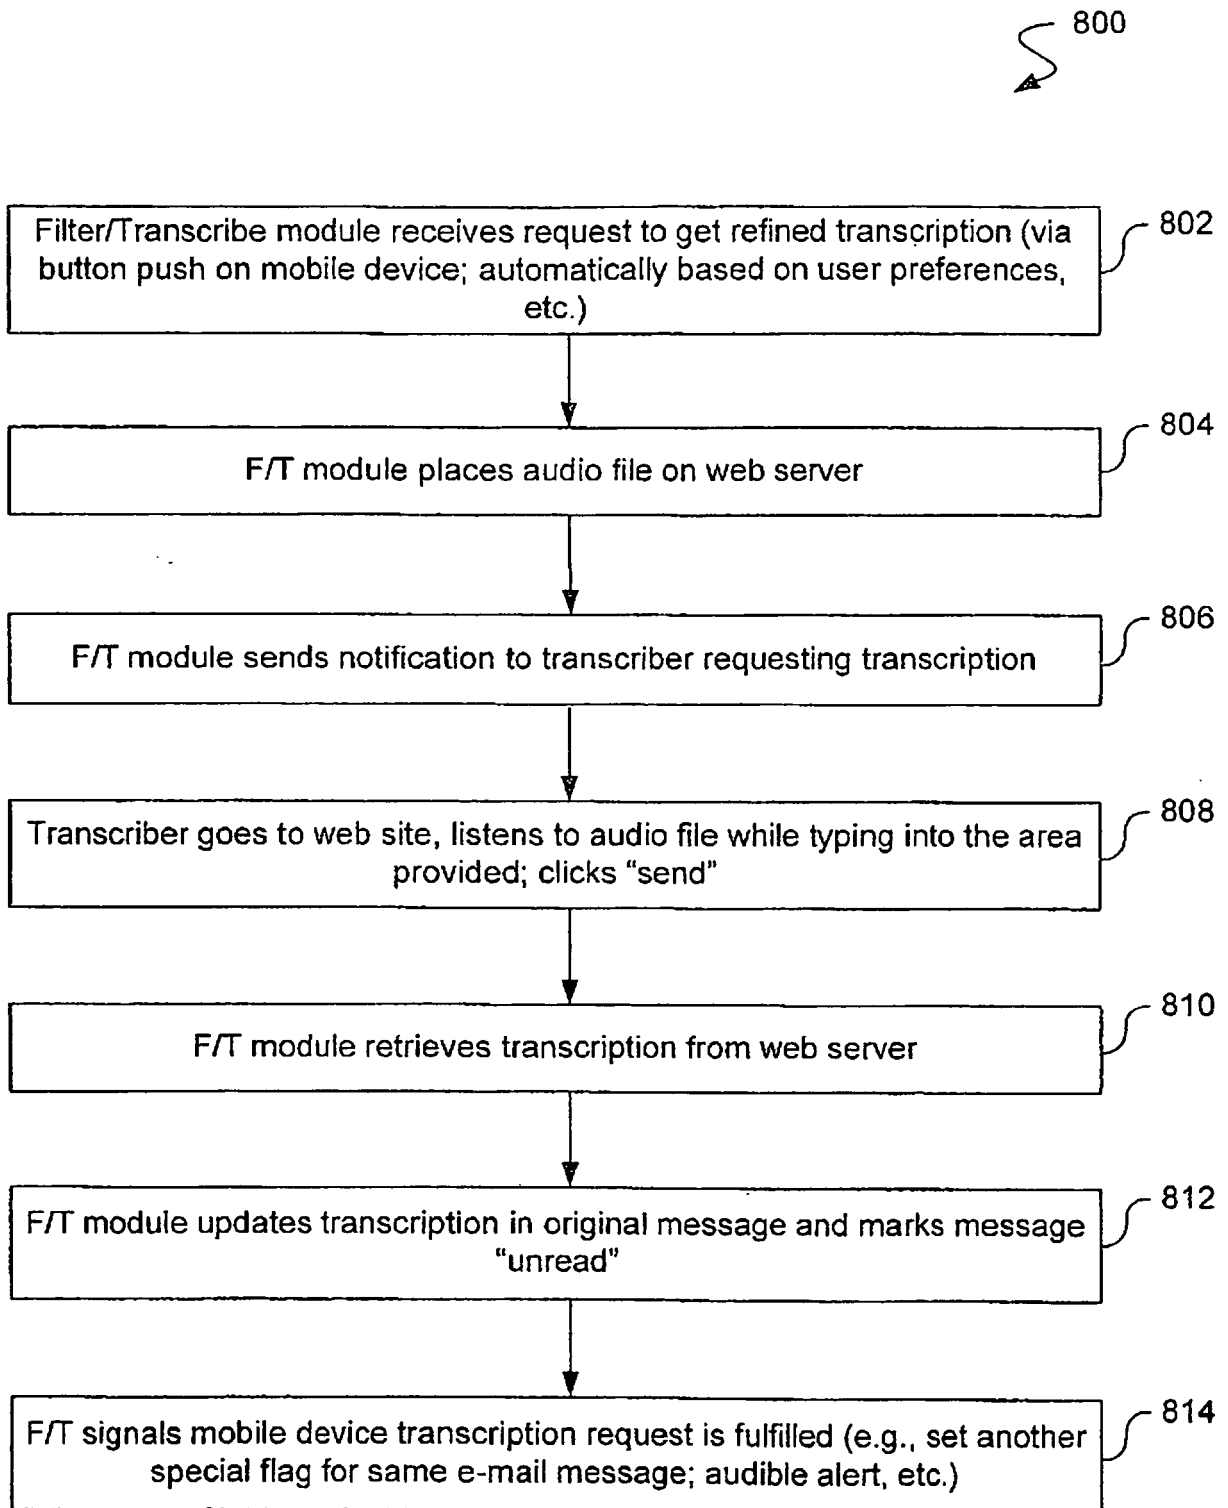 800
Filter/Transcribe module receives request to get refined transcription (via
button push on mobile device; automatically based on user preferences,
etc.)
802
F/T module places audio file on web server
804
F/T module sends notification to transcriber requesting transcription
806
Transcriber goes to web site, listens to audio file while typing into the area
provided; clicks “send”
808
F/T module retrieves transcription from web server
810
F/T module updates transcription in original message and marks message
“unread”
812
F/T signals mobile device transcription request is fulfilled (e.g., set another
special flag for same e-mail message; audible alert, etc.)
814